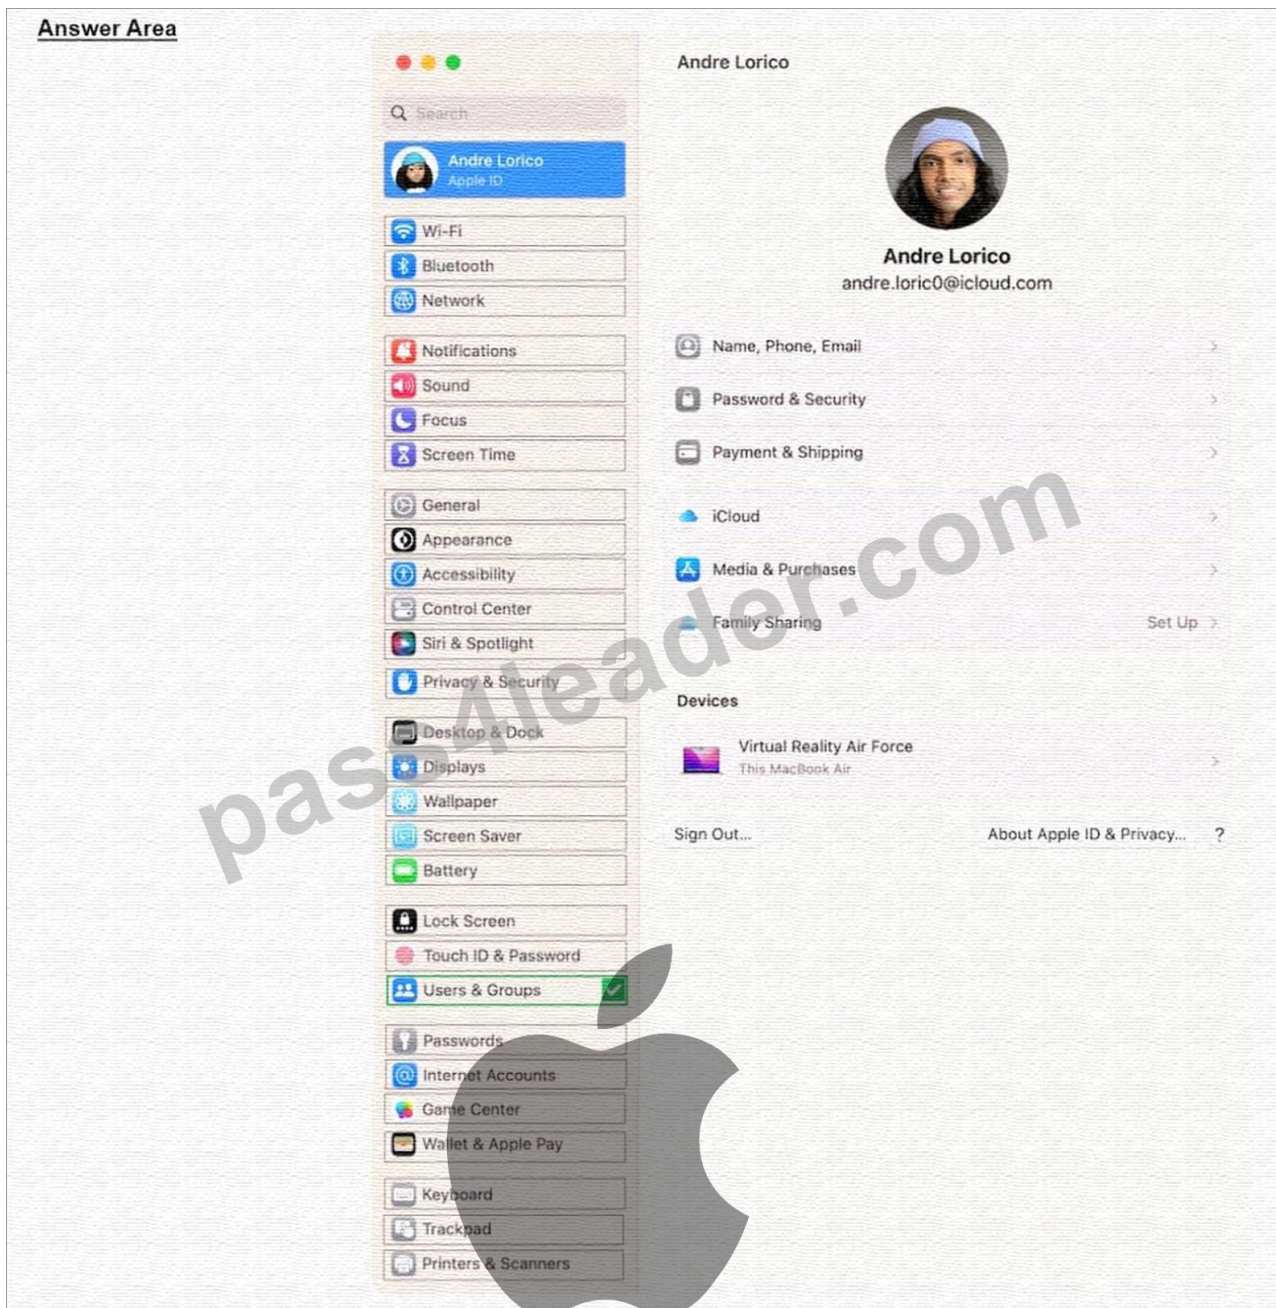 Answer Area
Search
Andre Lorico
Apple ID
Wi-Fi
Bluetooth
Network
Notifications
Sound
Focus
Screen Time
General
Appearance
Accessibility
Control Center
Siri & Spotlight
Privacy & Security
Desktop & Dock
Displays
Wallpaper
Screen Saver
Battery
Lock Screen
Touch ID & Password
Users & Groups
Passwords
Internet Accounts
Game Center
Wallet & Apple Pay
Keyboard
Trackpad
Printers & Scanners
Andre Lorico
Andre Lorico
andre.loric0@icloud.com
Name, Phone, Email
Password & Security
Payment & Shipping
iCloud
Media & Purchases
Family Sharing
Set Up
Devices
Virtual Reality Air Force
This MacBook Air
Sign Out...
About Apple ID & Privacy...
?
pass4leader.com